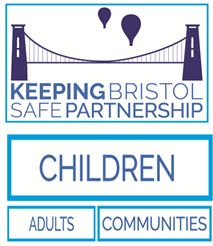 KEEPING BRISTOL
SAFE PARTNERSHIP
CHILDREN
ADULTS COMMUNITIES